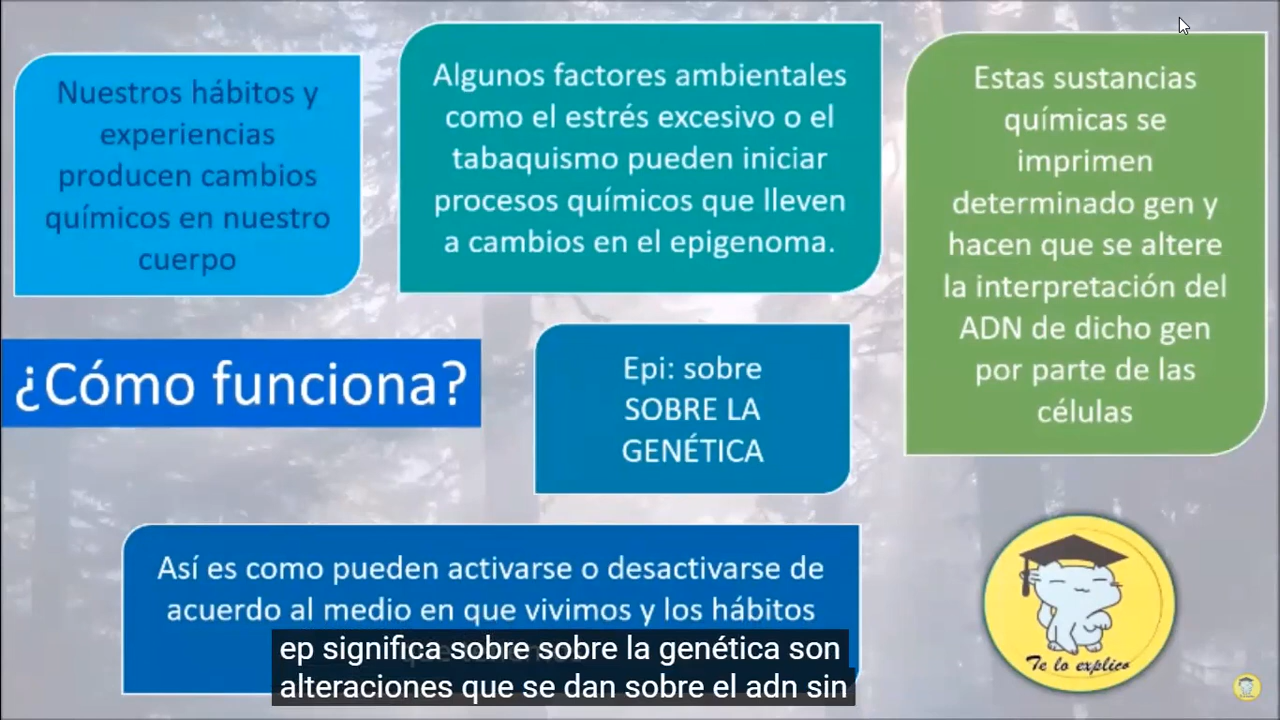 Nuestros hábitos y
experiencias
producen cambios
químicos en nuestro
cuerpo
Algunos factores ambientales
como el estrés excesivo o el
tabaquismo pueden iniciar
procesos químicos que lleven
a cambios en el epigenoma.
Estas sustancias
químicas se
imprimen
determinado gen y
hacen que se altere
la interpretación del
ADN de dicho gen
por parte de las
células
¿Cómo funciona?
Epi: sobre
SOBRE LA
GENÉTICA
Así es como pueden activarse o desactivarse de
acuerdo al medio en que vivimos y los hábitos
ep significa sobre sobre la genética son
alteraciones que se dan sobre el adn sin
Te lo explico